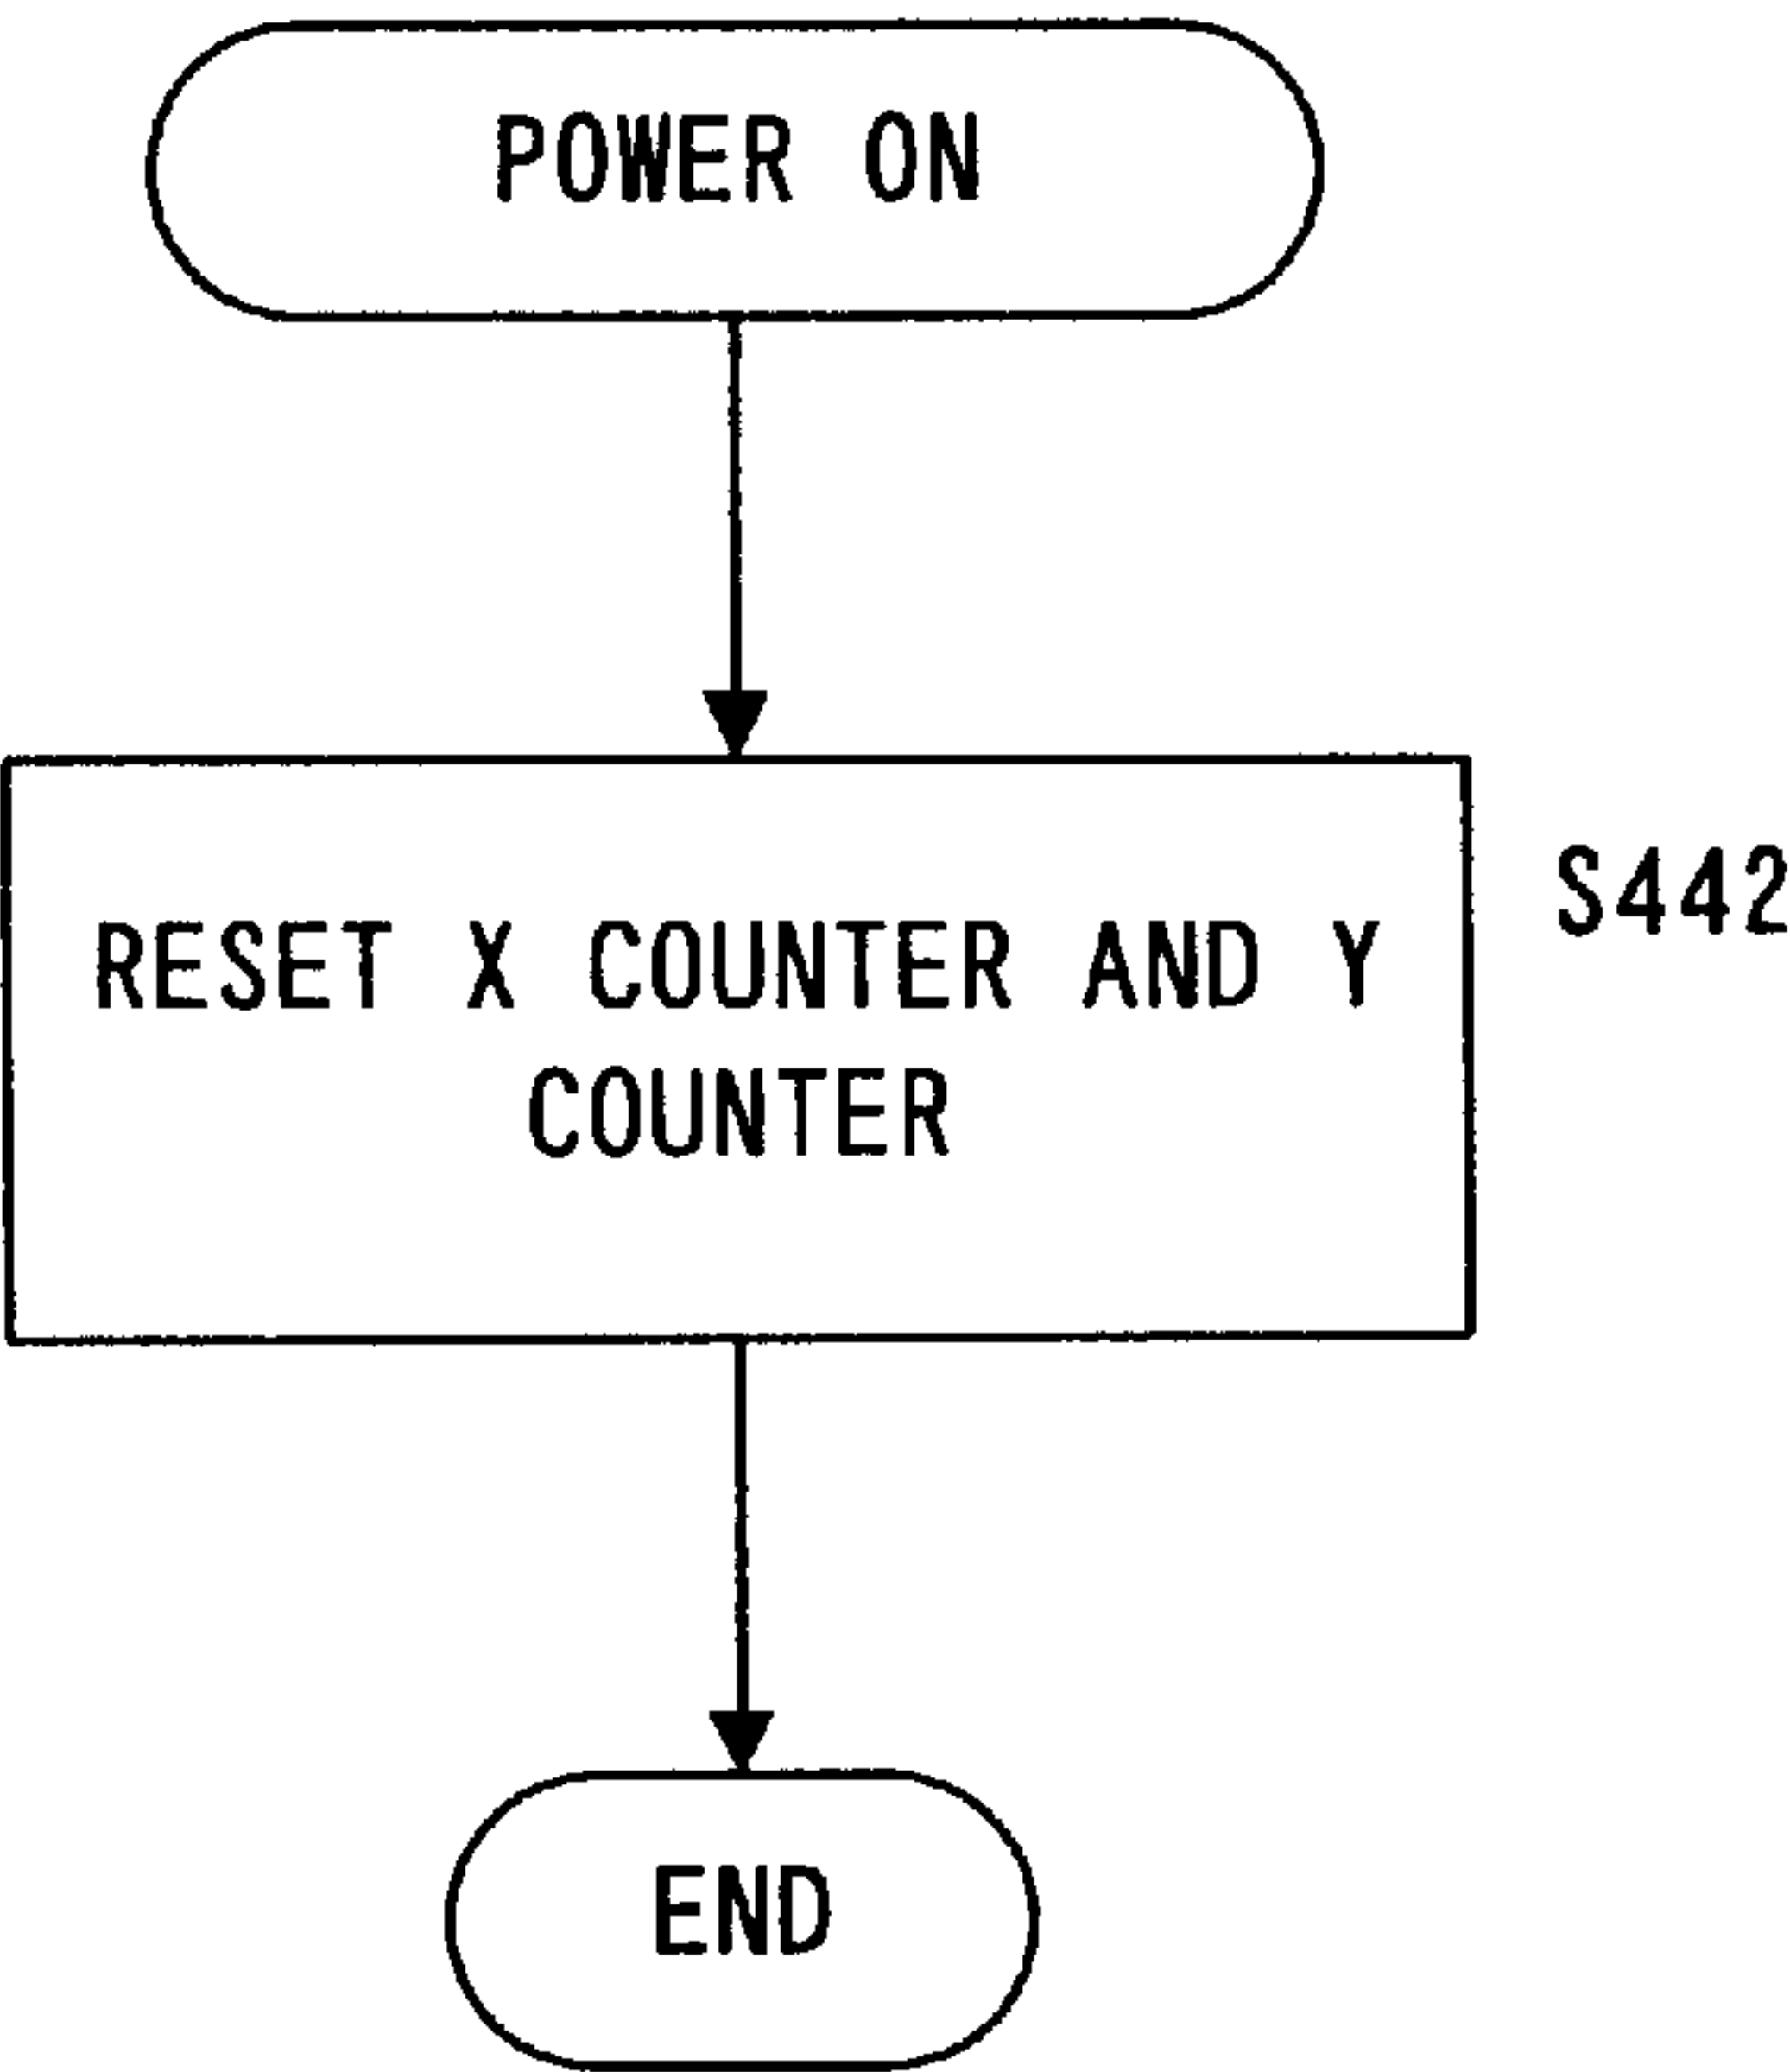 POWER ON
S442
RESET X COUNTER AND Y
COUNTER
END